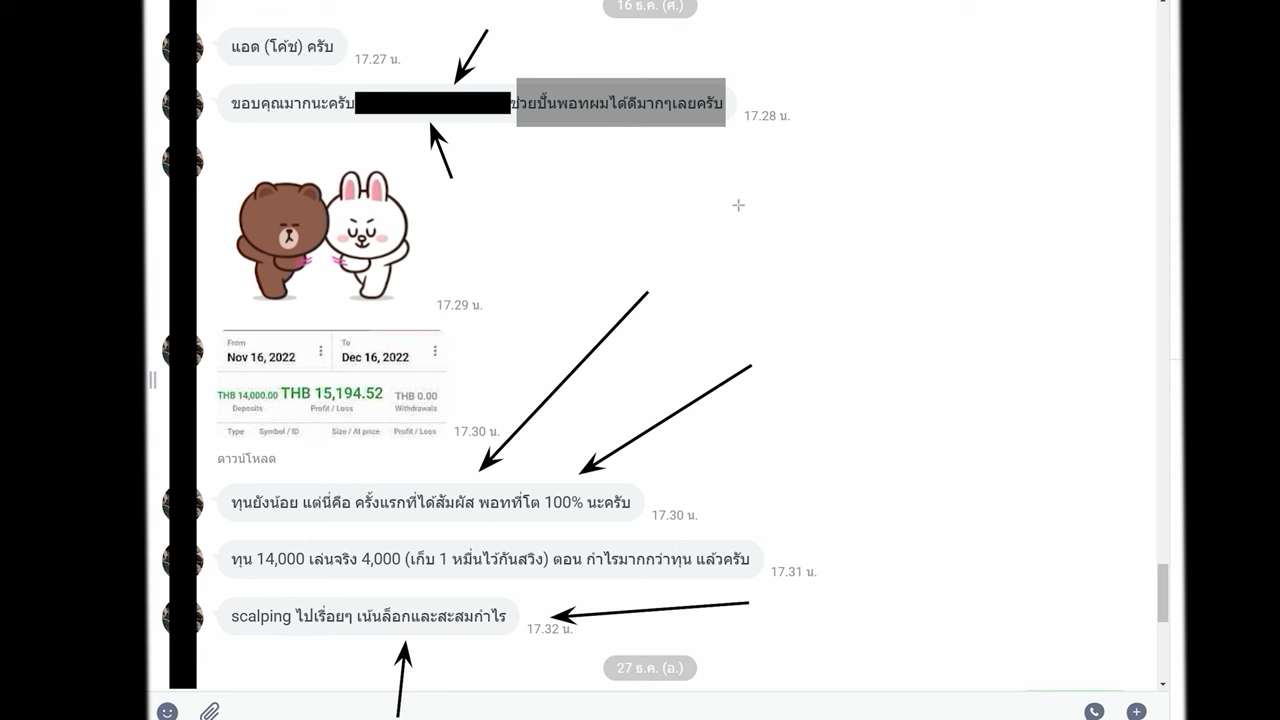 16 ธ.ค. (ศ.)
แอด (โค้ช) ครับ
17.27 น.
ขอบคุณมากนะครับ ช่วยปั้นพอทผมได้ดีมากๆเลยครับ
17.28 น.
17.29 น.
From
To
Nov 16, 2022
Dec 16, 2022
THB 14,000.00 THB 15,194.52 THB 0.00
Deposits Profit / Loss Withdrawals
Type Symbol / ID Size / At price Profit / Loss
17.30 น.
ดาวน์โหลด
ทุนยังน้อย แต่นี่คือ ครั้งแรกที่ได้สัมผัส พอทที่โต 100% นะครับ
17.30 น.
ทุน 14,000 เล่นจริง 4,000 (เก็บ 1 หมื่นไว้กันสวิง) ตอน กำไรมากกว่าทุน แล้วครับ
17.31 น.
scalping ไปเรื่อยๆ เน้นล็อกและสะสมกำไร
17.32 น.
27 ธ.ค. (อ.)